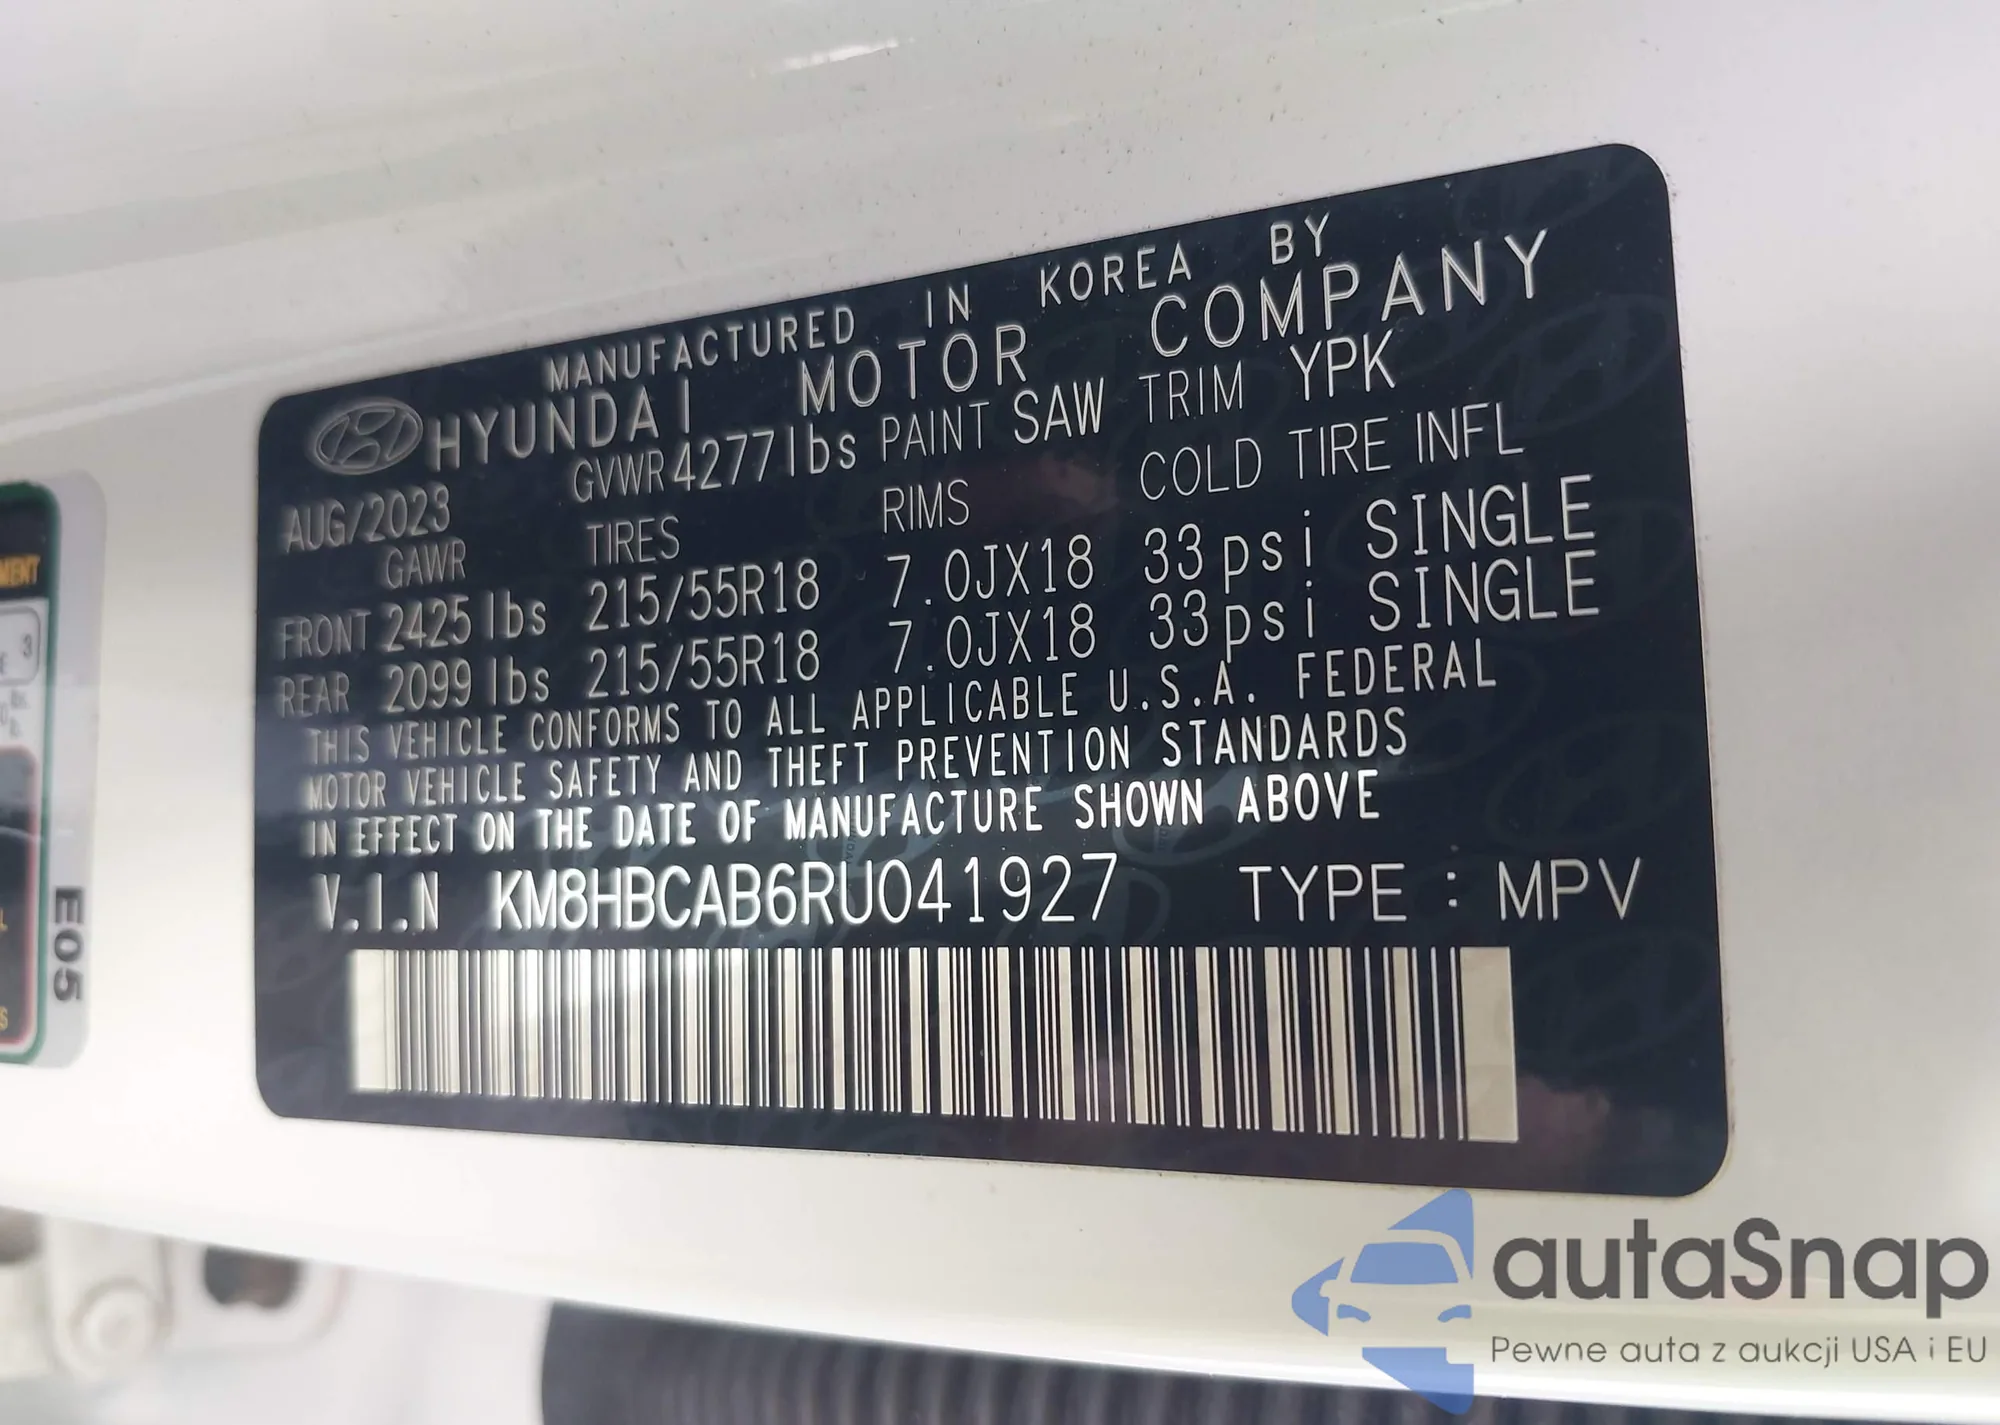 MANUFACTURED IN KOREA BY
HYUNDAI MOTOR COMPANY
AUG/2023 GVWR 4277lbs PAINT SAW TRIM YPK
GAWR TIRES RIMS COLD TIRE INFL
FRONT 2425 lbs 215/55R18 7.0JX18 33psi SINGLE
REAR 2099 lbs 215/55R18 7.0JX18 33psi SINGLE
THIS VEHICLE CONFORMS TO ALL APPLICABLE U.S.A. FEDERAL
MOTOR VEHICLE SAFETY AND THEFT PREVENTION STANDARDS
IN EFFECT ON THE DATE OF MANUFACTURE SHOWN ABOVE
V.I.N KM8HBCAB6RU041927 TYPE : MPV
E05
3
autaSnap
Pewne auta z aukcji USA i EU